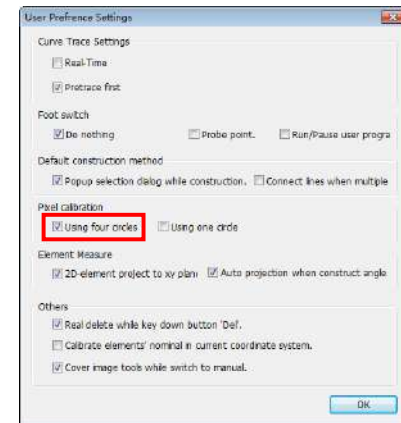 User Prefrence Settings
Curve Trace Settings
Real-Time
Pretrace first
Foot switch
Do nothing Probe point. Run/Pause user progra
Default construction method
Popup selection dialog while construction. Connect lines when multiple
Pixel calibration
Using four circles Using one circle
Element Measure
2D-element project to xy plan Auto projection when construct angle
Others
Real delete while key down button 'Del'.
Calibrate elements' nominal in current coordinate system.
Cover image tools while switch to manual.
OK